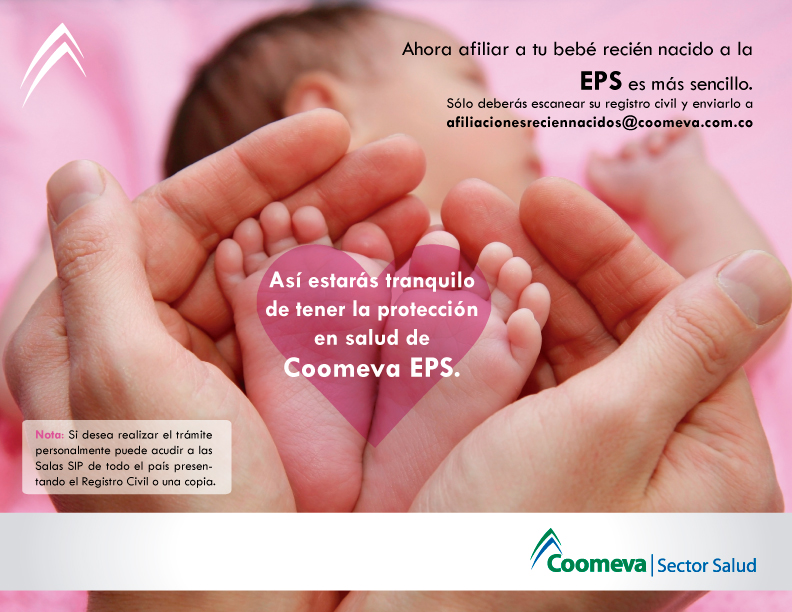 Ahora afiliar a tu bebé recién nacido a la
EPS es más sencillo.
Sólo deberás escanear su registro civil y enviarlo a
afiliacionesreciennacidos@coomeva.com.co
Así estarás tranquilo
de tener la protección
en salud de
Coomeva EPS.
Nota: Si desea realizar el trámite
personalmente puede acudir a las
Salas SIP de todo el país presen-
tando el Registro Civil o una copia.
Coomeva | Sector Salud